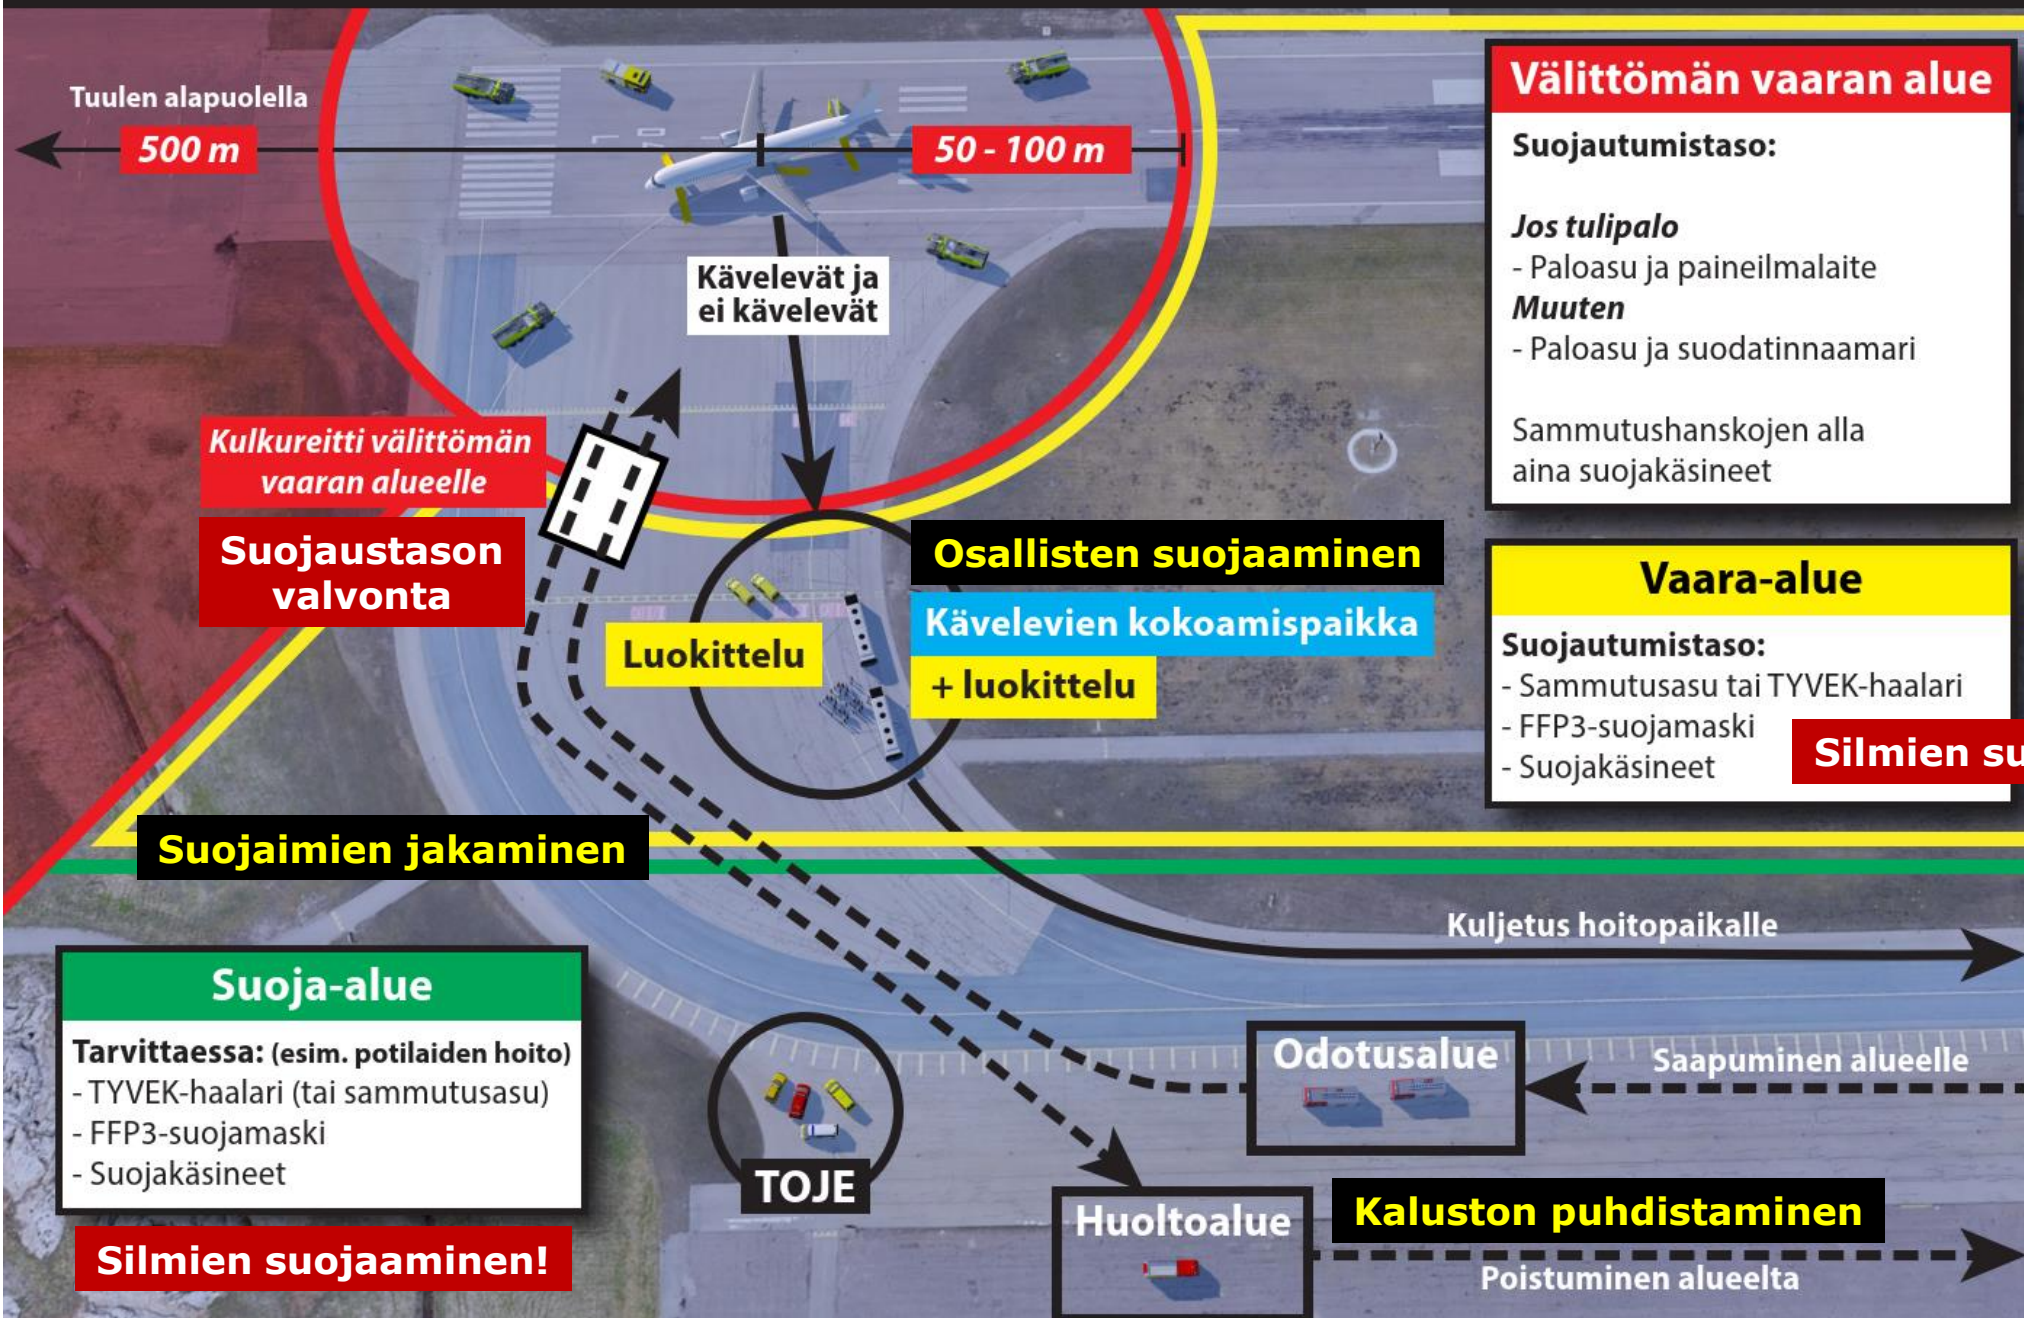 Tuulen alapuolella
500 m
50 - 100 m
Välittömän vaaran alue
Suojautumistaso:
Jos tulipalo
- Paloasu ja paineilmalaite
Muuten
- Paloasu ja suodatinnaamari
Sammutushanskojen alla
aina suojakäsineet
Kävelevät ja
ei kävelevät
Kulkureitti välittömän
vaaran alueelle
Suojaustason
valvonta
Osallisten suojaaminen
Kävelevien kokoamispaikka
+ luokittelu
Luokittelu
Vaara-alue
Suojautumistaso:
- Sammutusasu tai TYVEK-haalari
- FFP3-suojamaski
- Suojakäsineet
Silmien su
Suojaimien jakaminen
Kuljetus hoitopaikalle
Suoja-alue
Tarvittaessa: (esim. potilaiden hoito)
- TYVEK-haalari (tai sammutusasu)
- FFP3-suojamaski
- Suojakäsineet
Silmien suojaaminen!
TOJE
Odotusalue
Saapuminen alueelle
Huoltoalue
Kaluston puhdistaminen
Poistuminen alueelta